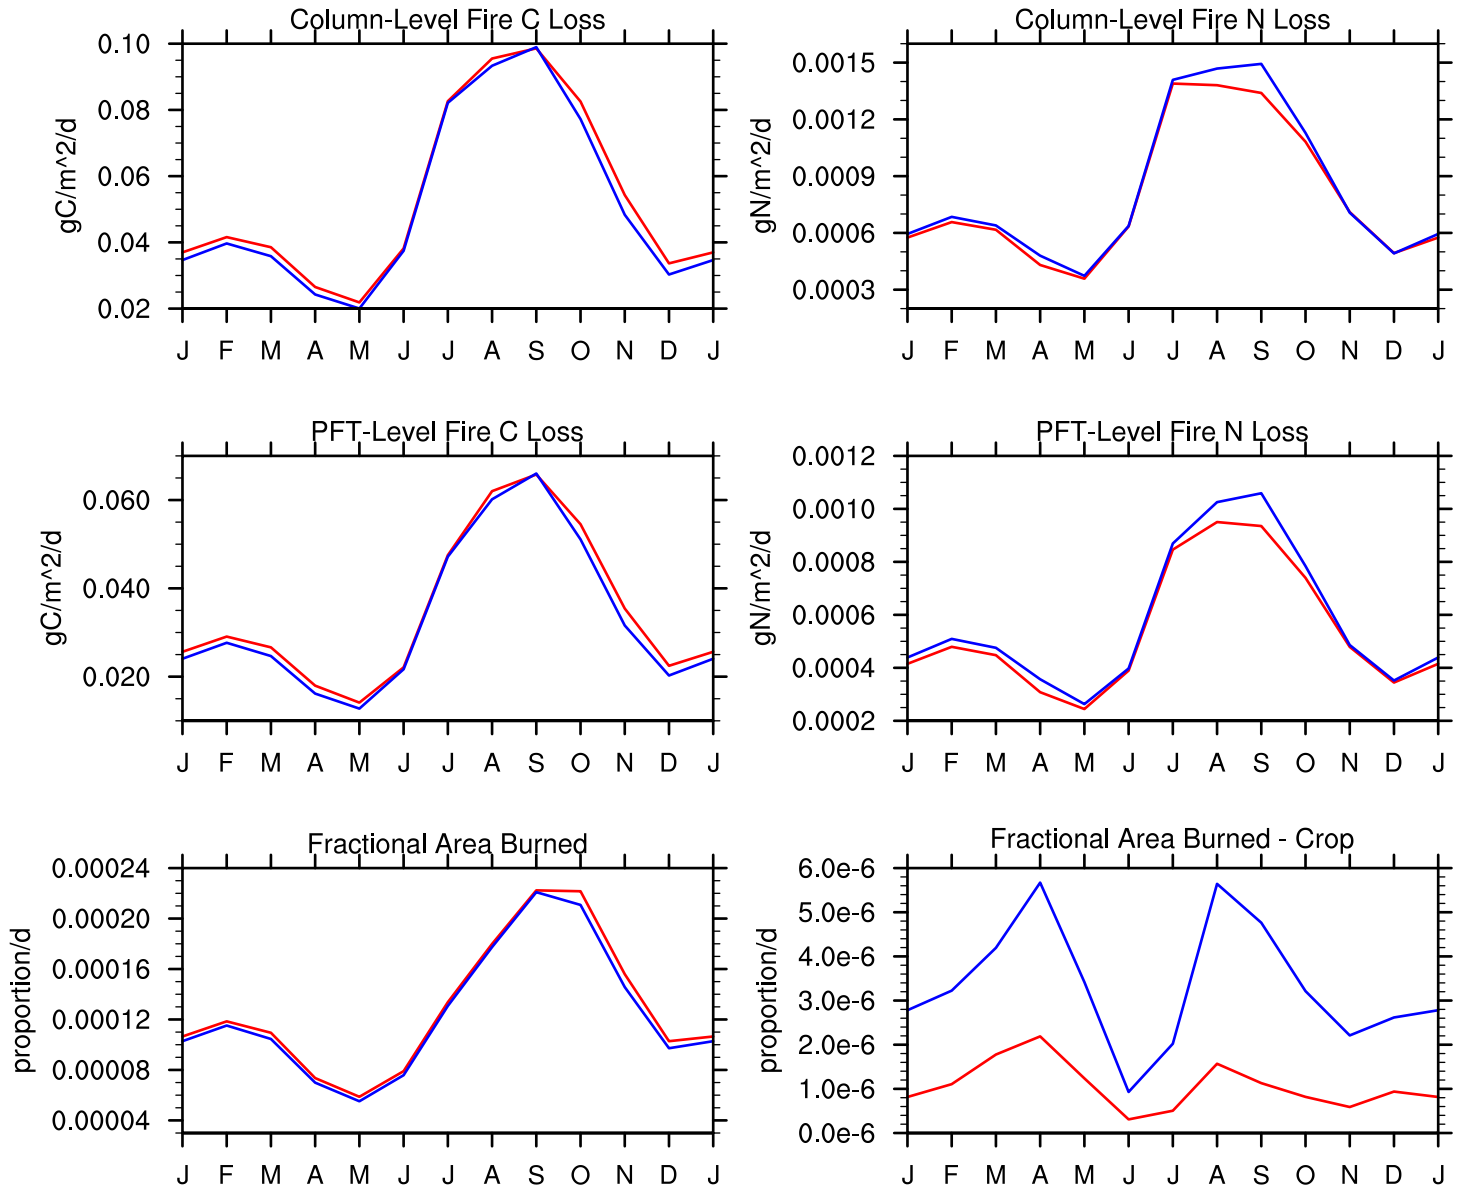 Column-Level Fire C Loss
gC/m^2/d
0.10
0.08
0.06
0.04
0.02
J F M A M J J A S O N D J
Column-Level Fire N Loss
gN/m^2/d
0.0015
0.0012
0.0009
0.0006
0.0003
J F M A M J J A S O N D J
PFT-Level Fire C Loss
gC/m^2/d
0.060
0.040
0.020
J F M A M J J A S O N D J
PFT-Level Fire N Loss
gN/m^2/d
0.0012
0.0010
0.0008
0.0006
0.0004
0.0002
J F M A M J J A S O N D J
Fractional Area Burned
proportion/d
0.00024
0.00020
0.00016
0.00012
0.00008
0.00004
J F M A M J J A S O N D J
Fractional Area Burned - Crop
proportion/d
6.0e-6
5.0e-6
4.0e-6
3.0e-6
2.0e-6
1.0e-6
0.0e-6
J F M A M J J A S O N D J